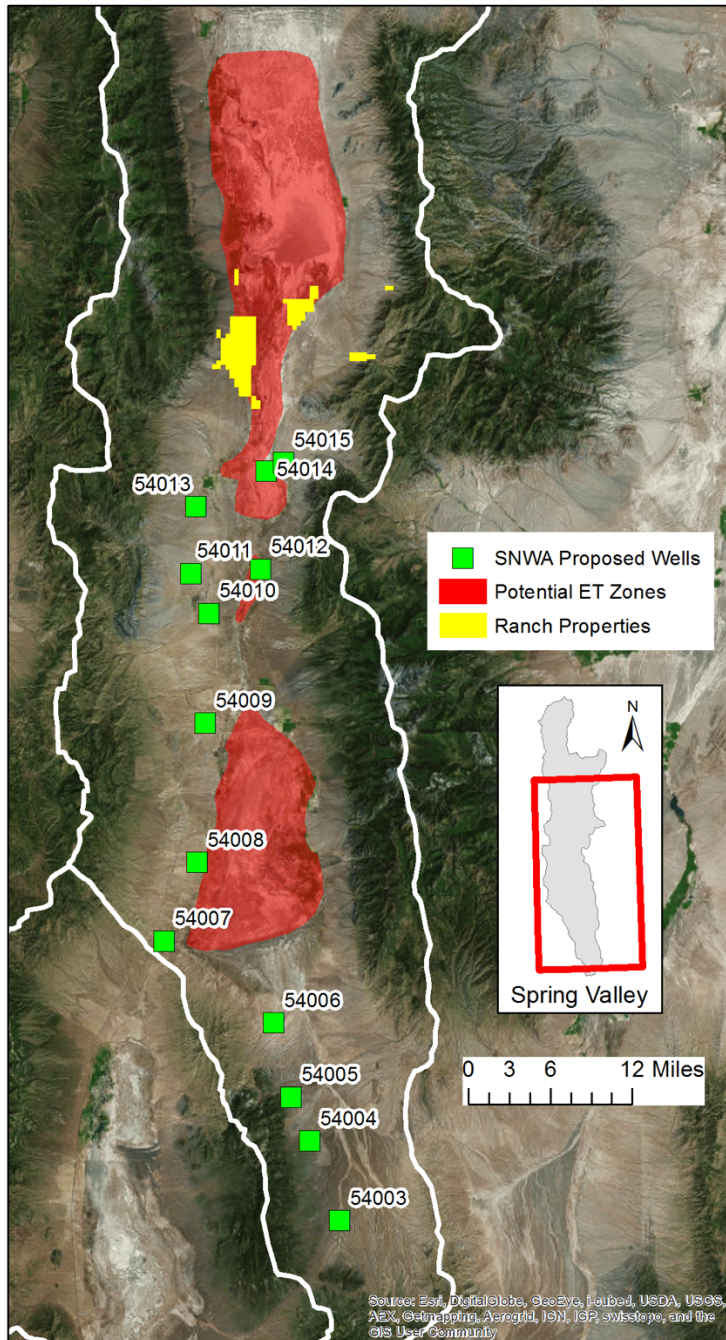 54015
54014
54013
54012
54011
54010
SNWA Proposed Wells
Potential ET Zones
Ranch Properties
N
54009
54008
54007
Spring Valley
54006
0 3 6 12 Miles
54005
54004
54003
Source: Esri, DigitalGlobe, GeoEye, i-cubed, USDA, USGS,
AEX, Getmapping, Aerogrid, IGN, IGP, swisstopo, and the
GIS User Community